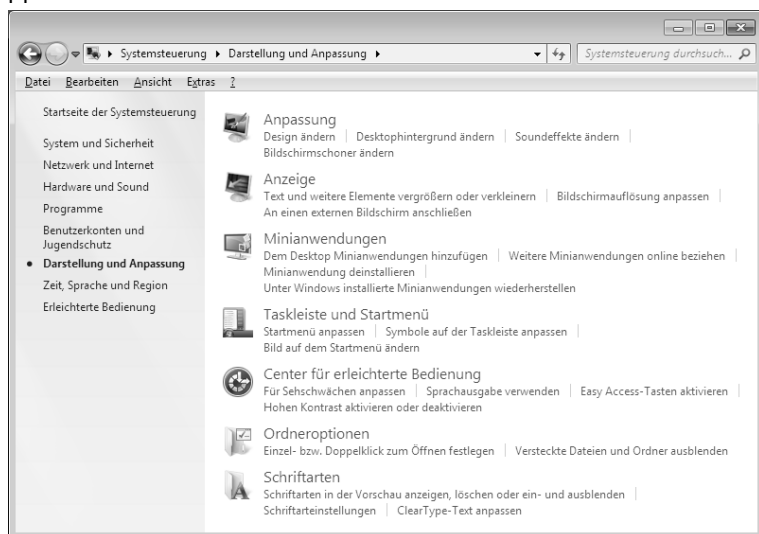 Systemsteuerung ▸ Darstellung und Anpassung ▸
Systemsteuerung durchsuch...
Datei Bearbeiten Ansicht Extras ?
Startseite der Systemsteuerung
System und Sicherheit
Netzwerk und Internet
Hardware und Sound
Programme
Benutzerkonten und
Jugendschutz
Darstellung und Anpassung
Zeit, Sprache und Region
Erleichterte Bedienung
Anpassung
Design ändern | Desktophintergrund ändern | Soundeffekte ändern |
Bildschirmschoner ändern
Anzeige
Text und weitere Elemente vergrößern oder verkleinern | Bildschirmauflösung anpassen |
An einen externen Bildschirm anschließen
Minianwendungen
Dem Desktop Minianwendungen hinzufügen | Weitere Minianwendungen online beziehen |
Minianwendung deinstallieren |
Unter Windows installierte Minianwendungen wiederherstellen
Taskleiste und Startmenü
Startmenü anpassen | Symbole auf der Taskleiste anpassen |
Bild auf dem Startmenü ändern
Center für erleichterte Bedienung
Für Sehschwächen anpassen | Sprachausgabe verwenden | Easy Access-Tasten aktivieren |
Hohen Kontrast aktivieren oder deaktivieren
Ordneroptionen
Einzel- bzw. Doppelklick zum Öffnen festlegen | Versteckte Dateien und Ordner ausblenden
Schriftarten
Schriftarten in der Vorschau anzeigen, löschen oder ein- und ausblenden |
Schriftarteinstellungen | ClearType-Text anpassen